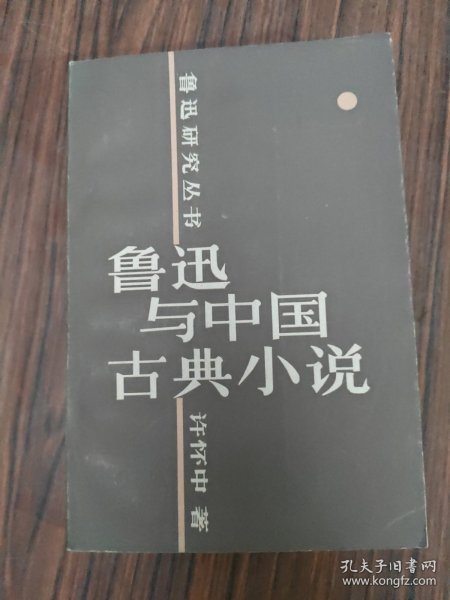 鲁迅研究丛书
鲁迅
与中国
古典小说
许怀中 著
孔夫子旧书网
www.kongfz.com